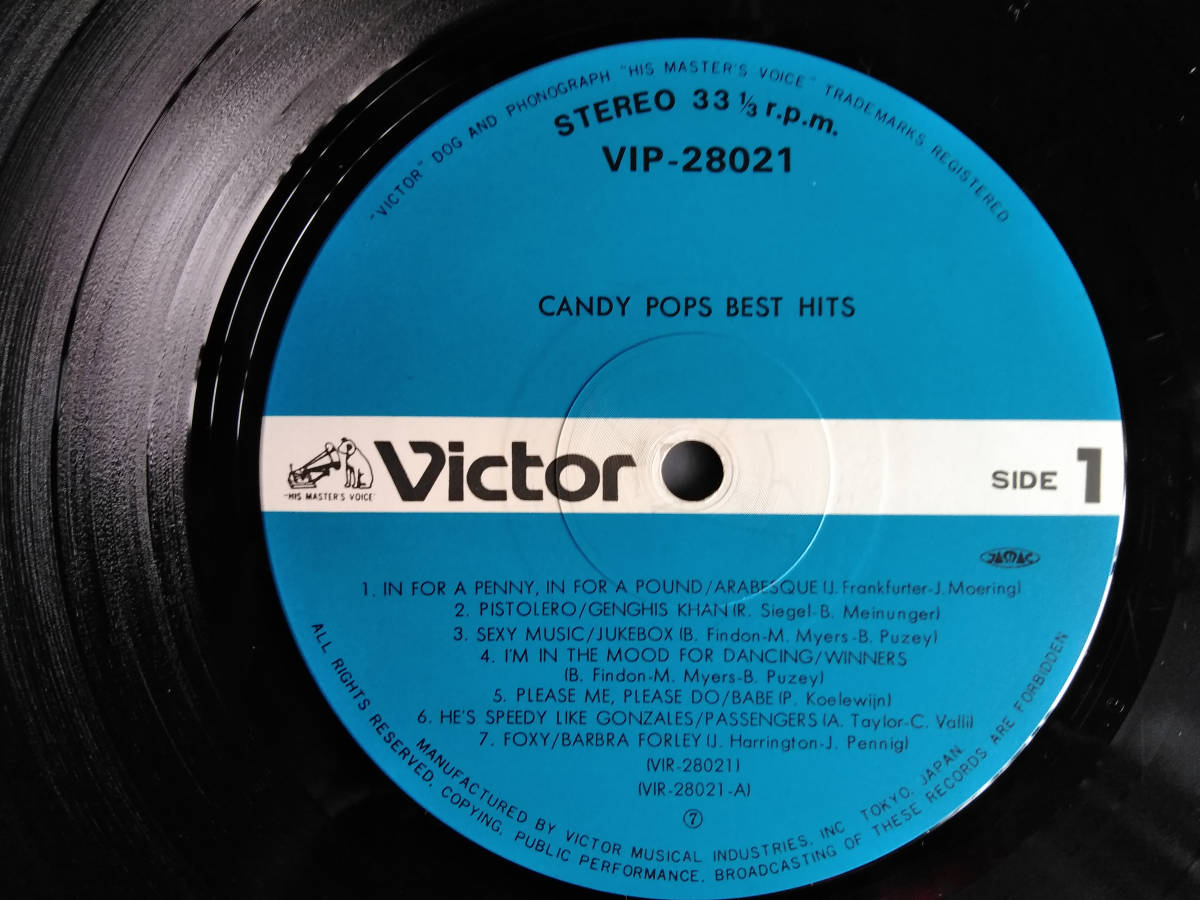 "VICTOR" DOG AND PHONOGRAPH "HIS MASTER'S VOICE" TRADEMARKS REGISTERED
STEREO 33 ⅓ r.p.m.
VIP-28021
CANDY POPS BEST HITS
"HIS MASTER'S VOICE"
Victor
SIDE 1
1. IN FOR A PENNY, IN FOR A POUND/ARABESQUE(J. Frankfurter-J. Moering)
2. PISTOLERO/GENGHIS KHAN(R. Siegel-B. Meinunger)
3. SEXY MUSIC/JUKEBOX(B. Findon-M. Myers-B. Puzey)
4. I'M IN THE MOOD FOR DANCING/WINNERS
(B. Findon-M. Myers-B. Puzey)
5. PLEASE ME, PLEASE DO/BABE(P. Koelewijn)
6. HE'S SPEEDY LIKE GONZALES/PASSENGERS(A. Taylor-C. Valli)
7. FOXY/BARBRA FORLEY(J. Harrington-J. Pennig)
(VIR-28021)
(VIR-28021-A)
⑦
MANUFACTURED BY VICTOR MUSICAL INDUSTRIES, INC. TOKYO, JAPAN
ALL RIGHTS RESERVED. COPYING, PUBLIC PERFORMANCE, BROADCASTING OF THESE RECORDS ARE FORBIDDEN